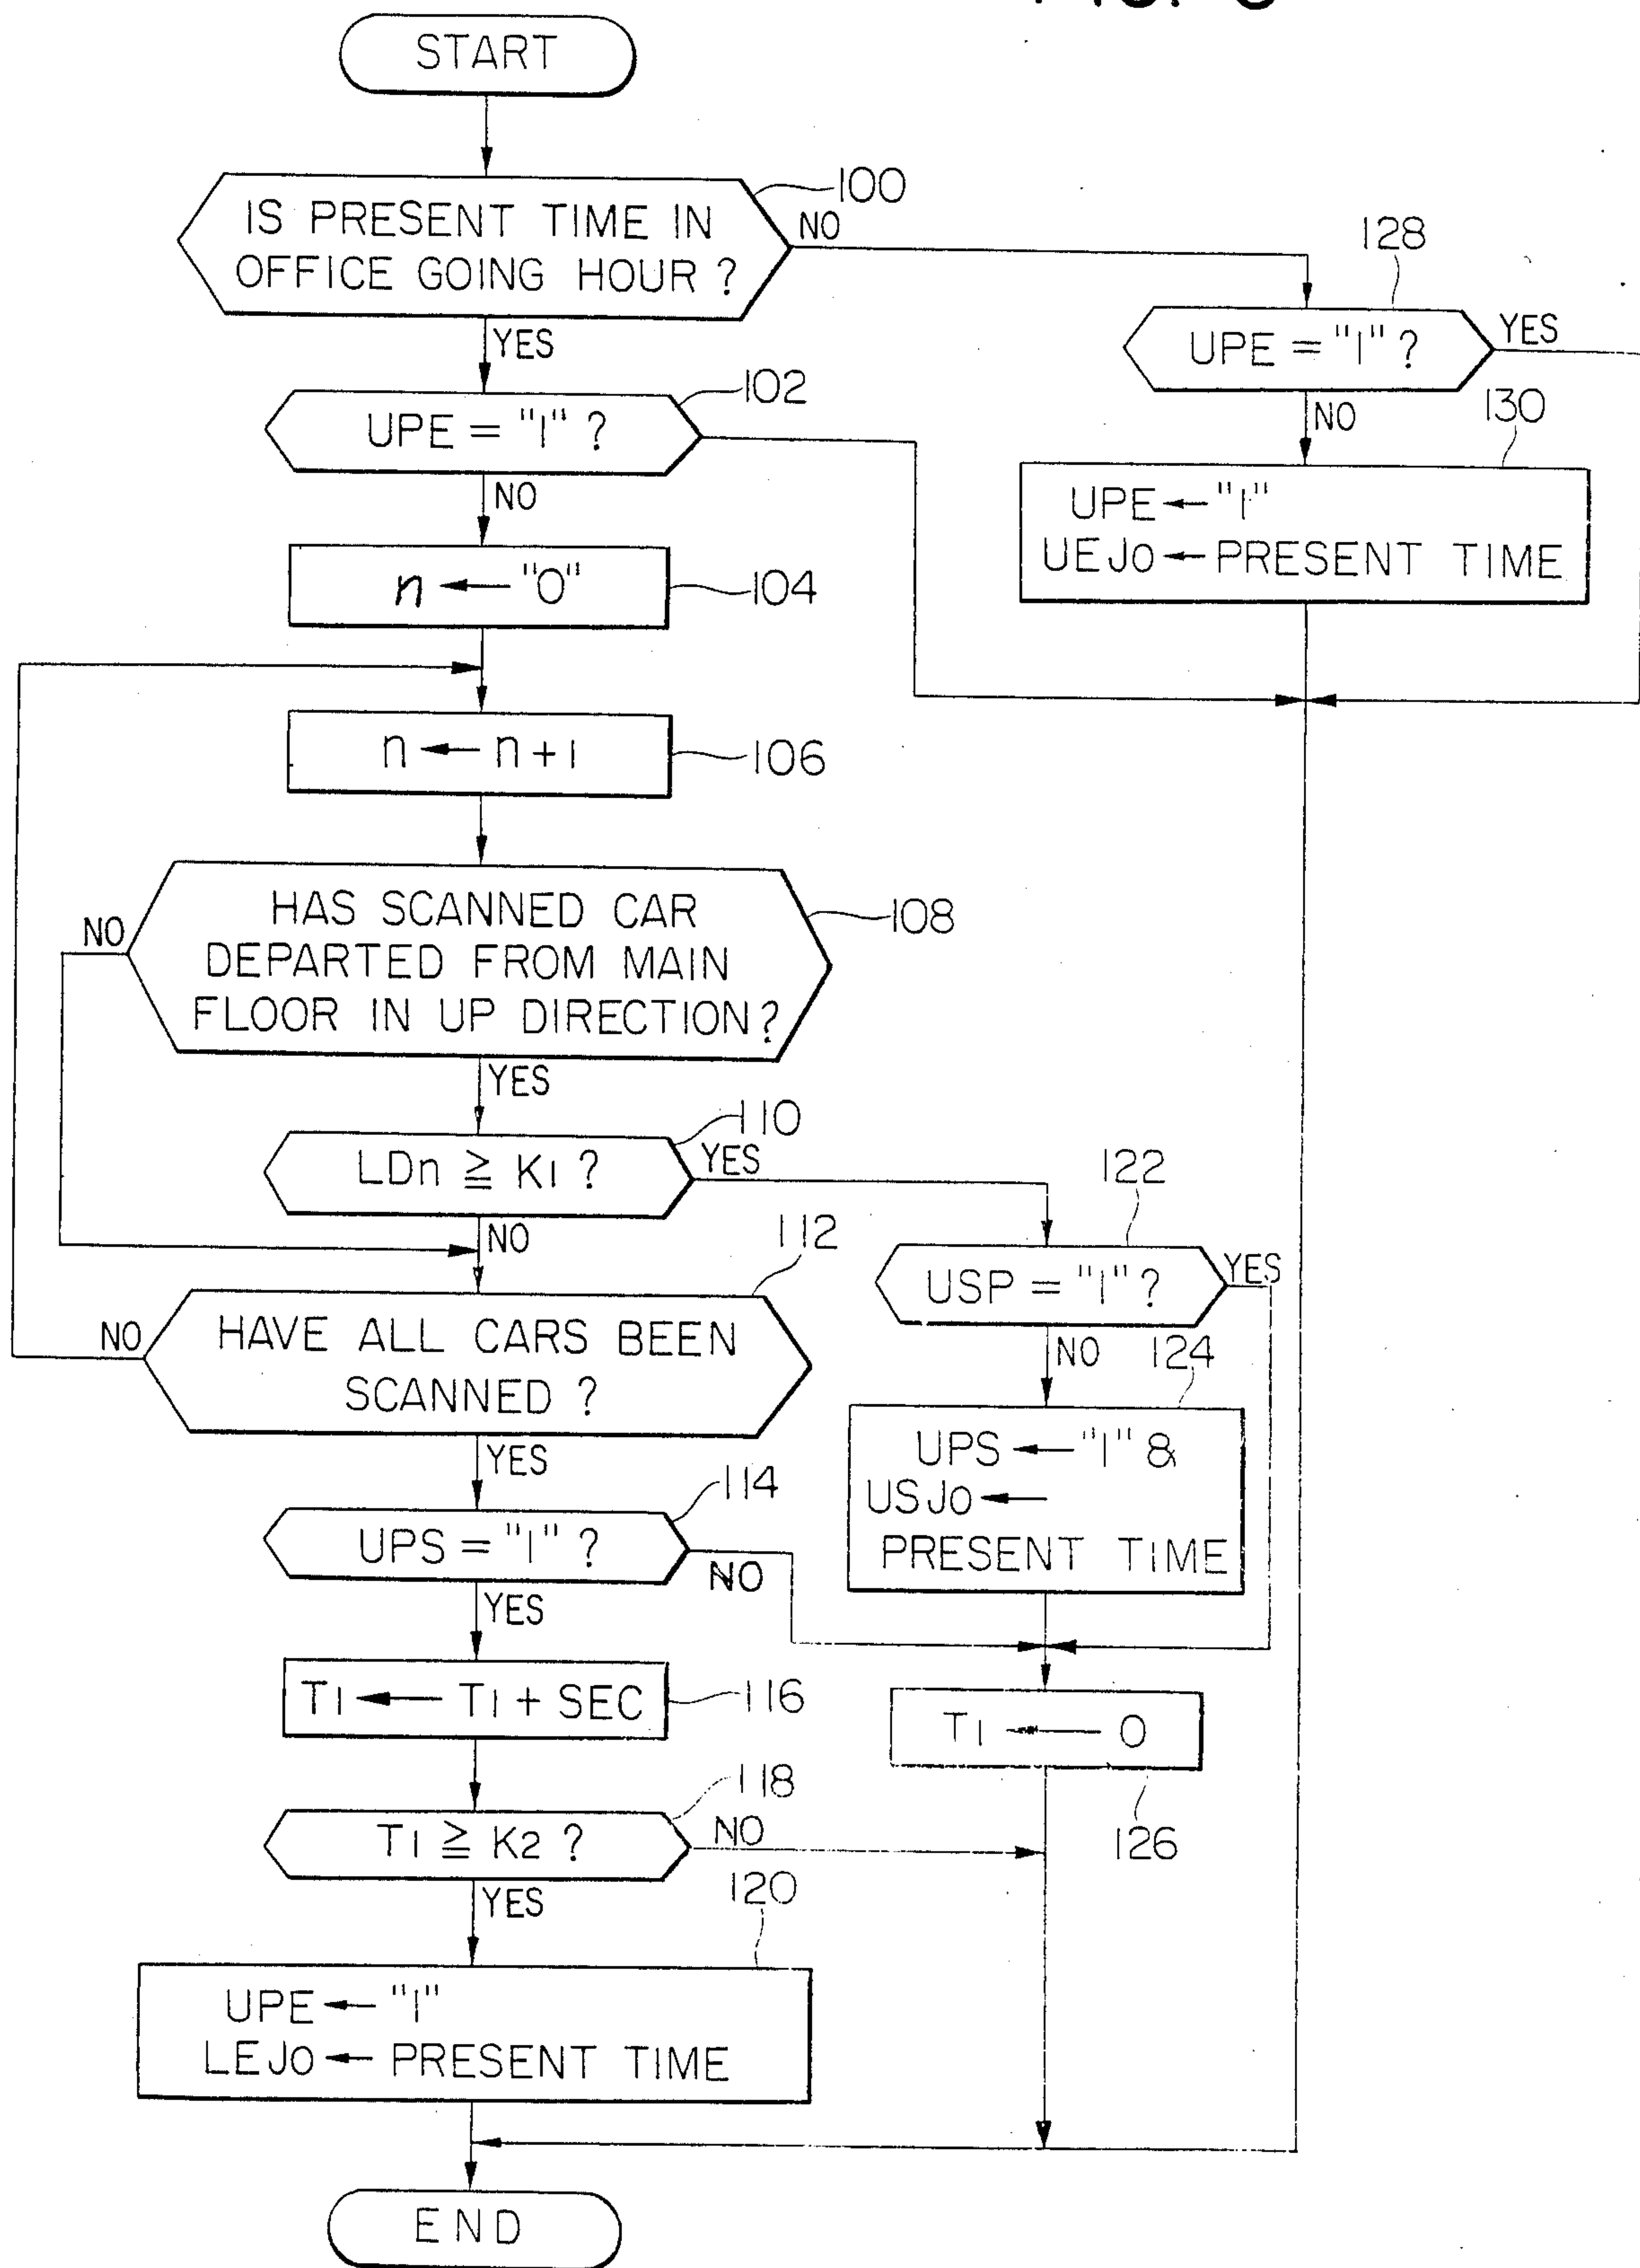 START
100
IS PRESENT TIME IN
OFFICE GOING HOUR ?
NO
YES
128
UPE = "1" ?
YES
NO
102
UPE = "1" ?
NO
130
UPE ← "1"
UEJ0 ← PRESENT TIME
n ← "0"
104
n ← n + 1
106
HAS SCANNED CAR
DEPARTED FROM MAIN
FLOOR IN UP DIRECTION ?
108
NO
YES
110
LDn ≧ K1 ?
YES
NO
122
USP = "1" ?
YES
NO
112
HAVE ALL CARS BEEN
SCANNED ?
NO
YES
124
UPS ← "1" &
USJ0 ←
PRESENT TIME
114
UPS = "1" ?
NO
YES
T1 ← T1 + SEC
116
T1 ← 0
126
118
T1 ≧ K2 ?
NO
YES
120
UPE ← "1"
LEJ0 ← PRESENT TIME
END